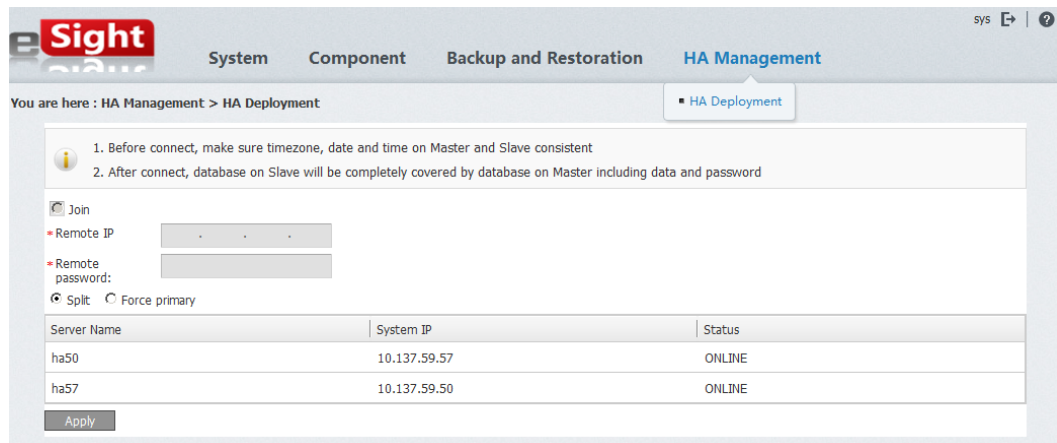 eSight
sys
System Component Backup and Restoration HA Management
You are here : HA Management > HA Deployment
HA Deployment
1. Before connect, make sure timezone, date and time on Master and Slave consistent
2. After connect, database on Slave will be completely covered by database on Master including data and password
Join
*Remote IP . . .
*Remote
password:
Split Force primary
Server Name System IP Status
ha50 10.137.59.57 ONLINE
ha57 10.137.59.50 ONLINE
Apply